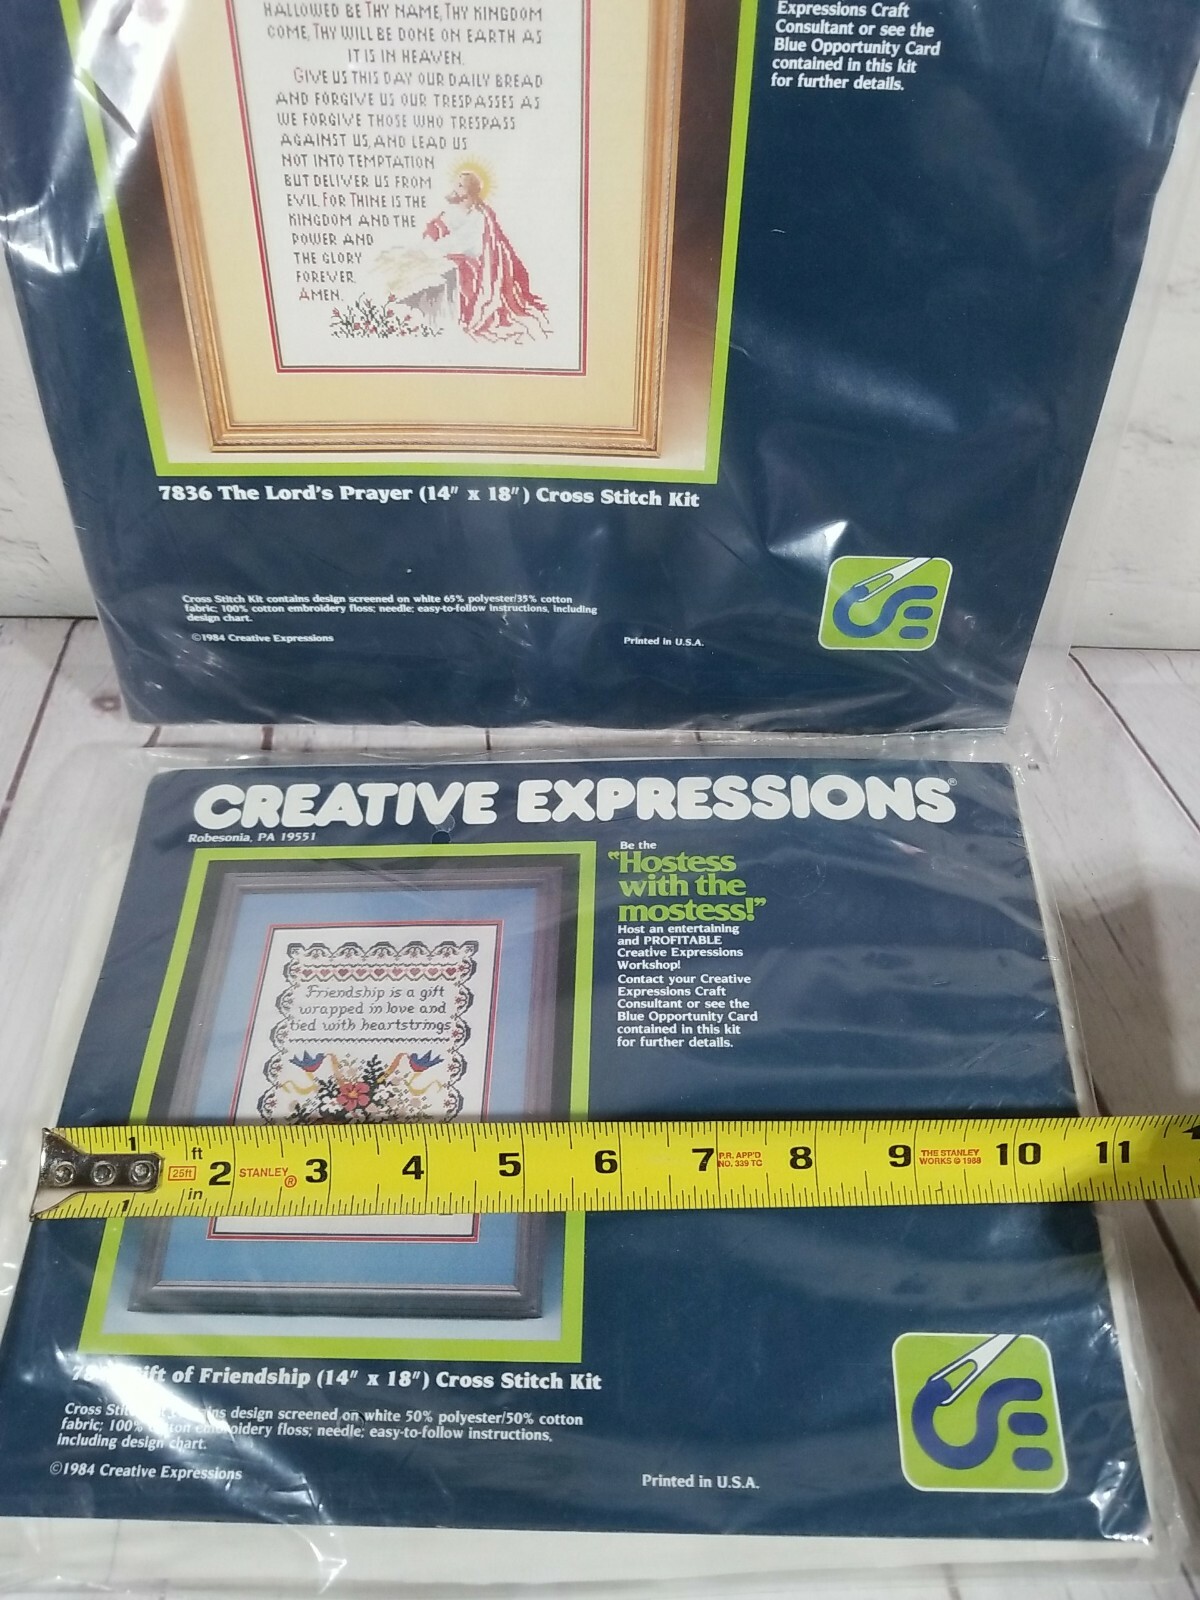 HALLOWED BE THY NAME, THY KINGDOM
COME, THY WILL BE DONE ON EARTH AS
IT IS IN HEAVEN.
GIVE US THIS DAY OUR DAILY BREAD
AND FORGIVE US OUR TRESPASSES AS
WE FORGIVE THOSE WHO TRESPASS
AGAINST US, AND LEAD US
NOT INTO TEMPTATION
BUT DELIVER US FROM
EVIL, FOR THINE IS THE
KINGDOM AND THE
POWER AND
THE GLORY
FOREVER.
AMEN.
Expressions Craft
Consultant or see the
Blue Opportunity Card
contained in this kit
for further details.
7836 The Lord's Prayer (14" x 18") Cross Stitch Kit
Cross Stitch Kit contains design screened on white 65% polyester/35% cotton
fabric; 100% cotton embroidery floss; needle; easy-to-follow instructions, including
design chart.
©1984 Creative Expressions
Printed in U.S.A.
CREATIVE EXPRESSIONS®
Robesonia, PA 19551
Be the
"Hostess
with the
mostess!"
Host an entertaining
and PROFITABLE
Creative Expressions
Workshop!
Contact your Creative
Expressions Craft
Consultant or see the
Blue Opportunity Card
contained in this kit
for further details.
Friendship is a gift
wrapped in love and
tied with heartstrings
1 ft 25ft 2 STANLEY ® 3 4 5 6 7 P.R. APP'D NO. 339 TC 8 9 THE STANLEY WORKS © 1988 10 11
1 in
of Friendship (14" x 18") Cross Stitch Kit
Cross design screened on white 50% polyester/50% cotton
fabric; 100% cotton embroidery floss; needle; easy-to-follow instructions,
including design chart.
©1984 Creative Expressions
Printed in U.S.A.